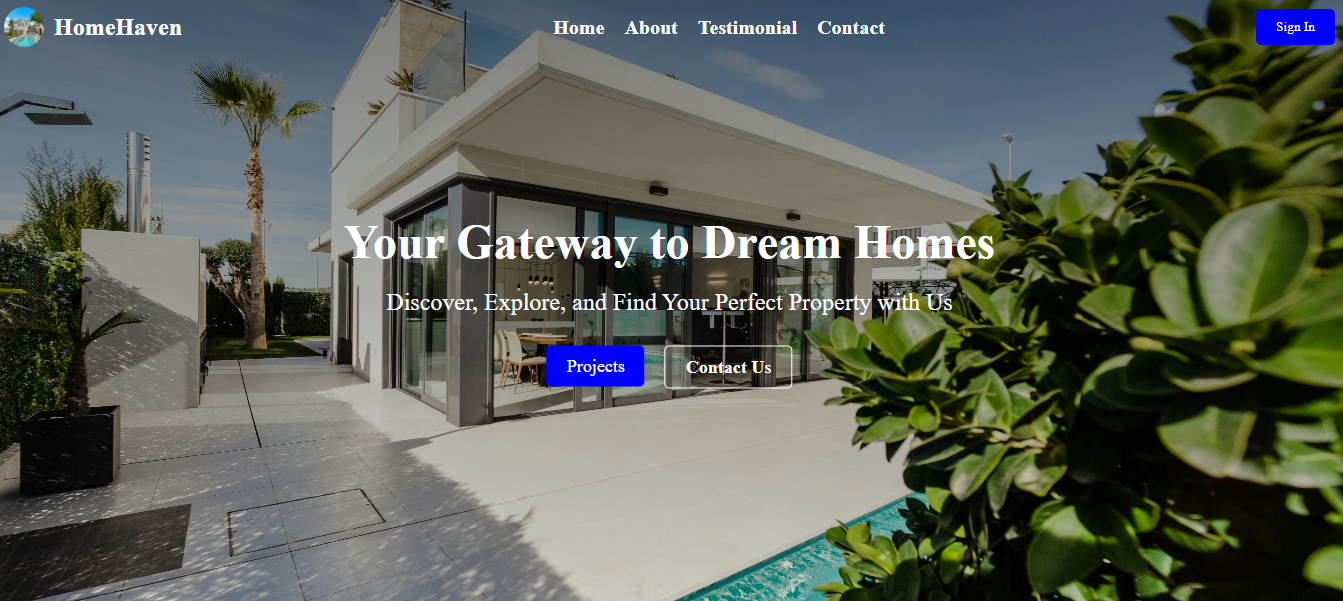 HomeHaven
Home About Testimonial Contact
Sign In
Your Gateway to Dream Homes
Discover, Explore, and Find Your Perfect Property with Us
Projects
Contact Us